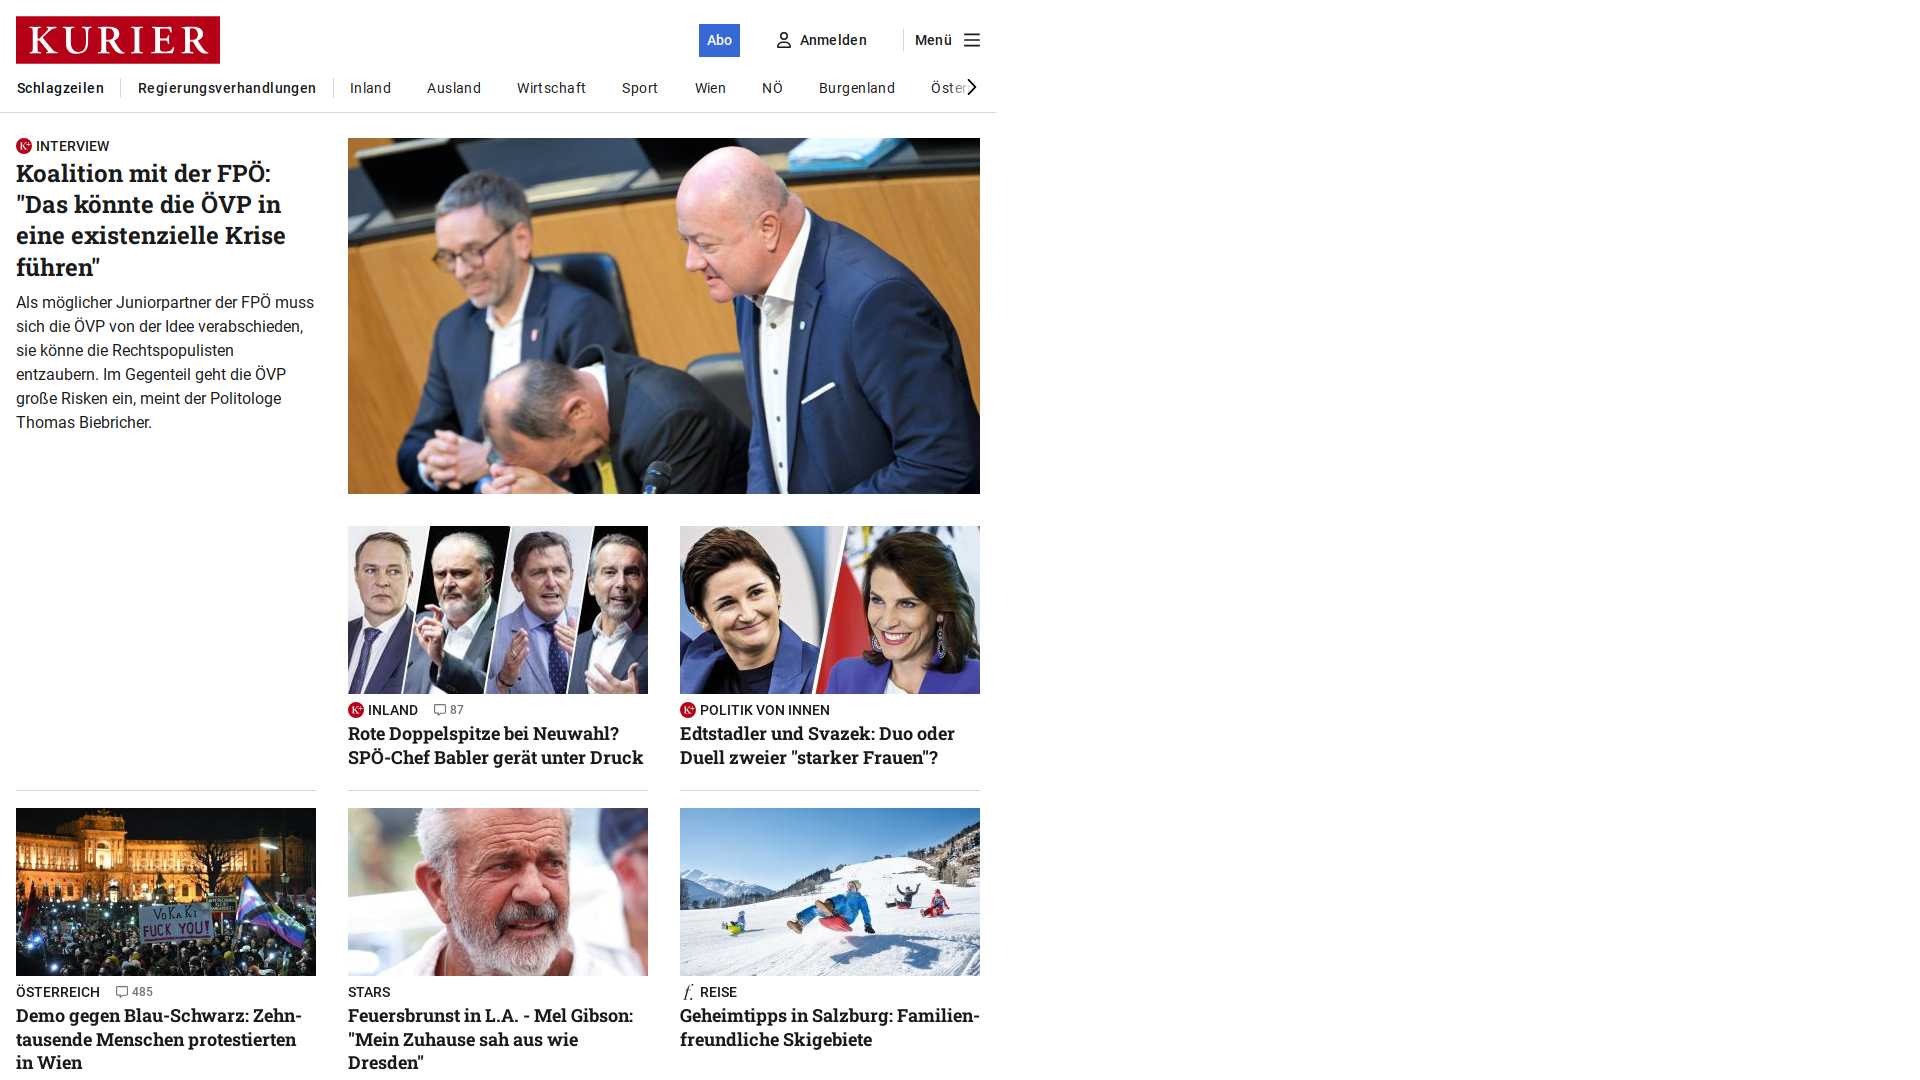 KURIER
Abo
Anmelden
Menü
Schlagzeilen
Regierungsverhandlungen
Inland
Ausland
Wirtschaft
Sport
Wien
NÖ
Burgenland
Öster
K+ INTERVIEW
Koalition mit der FPÖ:
"Das könnte die ÖVP in
eine existenzielle Krise
führen"
Als möglicher Juniorpartner der FPÖ muss
sich die ÖVP von der Idee verabschieden,
sie könne die Rechtspopulisten
entzaubern. Im Gegenteil geht die ÖVP
große Risken ein, meint der Politologe
Thomas Biebricher.
K+ INLAND 87
Rote Doppelspitze bei Neuwahl?
SPÖ-Chef Babler gerät unter Druck
K+ POLITIK VON INNEN
Edtstadler und Svazek: Duo oder
Duell zweier "starker Frauen"?
VoKaKi
FUCK YOU!
ÖSTERREICH 485
Demo gegen Blau-Schwarz: Zehn-
tausende Menschen protestierten
in Wien
STARS
Feuersbrunst in L.A. - Mel Gibson:
"Mein Zuhause sah aus wie
Dresden"
f. REISE
Geheimtipps in Salzburg: Familien-
freundliche Skigebiete